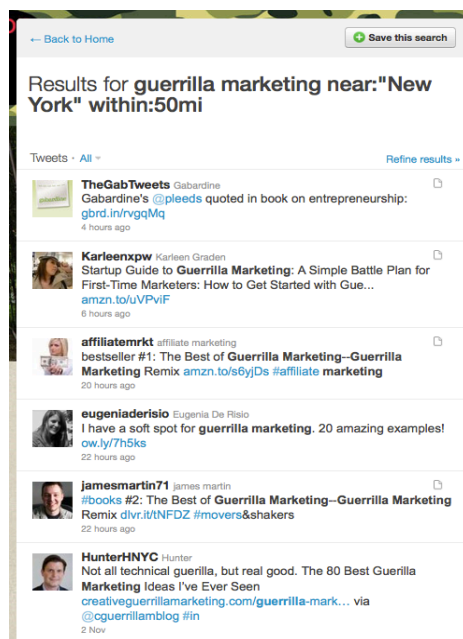 ← Back to Home
Save this search
Results for guerrilla marketing near:"New
York" within:50mi
Tweets • All
Refine results »
TheGabTweets Gabardine
Gabardine's @pleeds quoted in book on entrepreneurship:
gbrd.in/rvgqMq
4 hours ago
Karleenxpw Karleen Graden
Startup Guide to Guerrilla Marketing: A Simple Battle Plan for
First-Time Marketers: How to Get Started with Gue...
amzn.to/uVPviF
6 hours ago
affiliatemrkt affiliate marketing
bestseller #1: The Best of Guerrilla Marketing--Guerrilla
Marketing Remix amzn.to/s6yjDs #affiliate marketing
20 hours ago
eugeniaderisio Eugenia De Risio
I have a soft spot for guerrilla marketing. 20 amazing examples!
ow.ly/7h5ks
22 hours ago
jamesmartin71 james martin
#books #2: The Best of Guerrilla Marketing--Guerrilla Marketing
Remix dlvr.it/tNFDZ #movers&shakers
22 hours ago
HunterHNYC Hunter
Not all technical guerilla, but real good. The 80 Best Guerilla
Marketing Ideas I've Ever Seen
creativeguerrillamarketing.com/guerrilla-mark… via
@cguerrillamblog #in
2 Nov